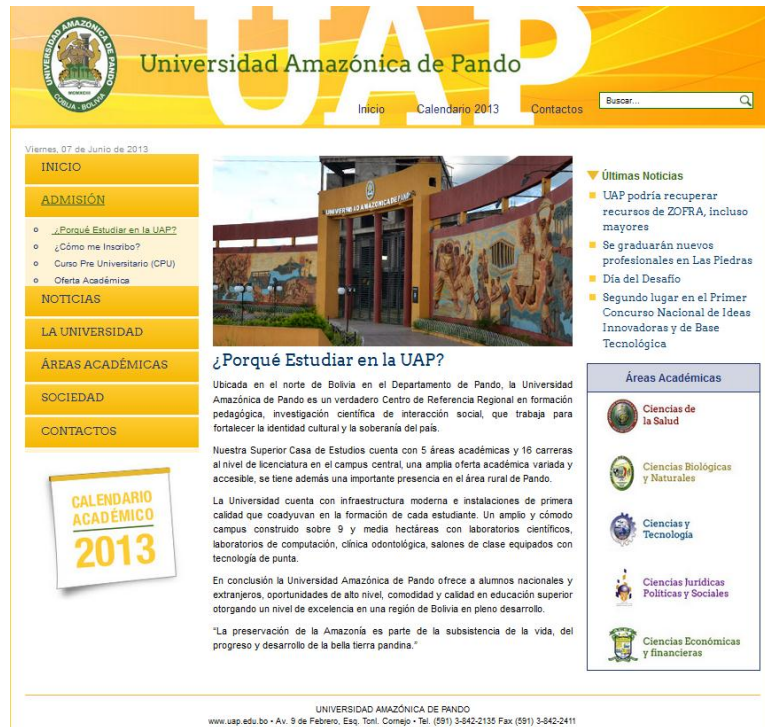 UAP
UNIVERSIDAD AMAZÓNICA DE PANDO
MCMXCIII
COBIJA - BOLIVIA
Universidad Amazónica de Pando
Inicio Calendario 2013 Contactos
Buscar...
Viernes, 07 de Junio de 2013
INICIO
ADMISIÓN
¿Porqué Estudiar en la UAP?
¿Cómo me Inscribo?
Curso Pre Universitario (CPU)
Oferta Académica
NOTICIAS
LA UNIVERSIDAD
ÁREAS ACADÉMICAS
SOCIEDAD
CONTACTOS
CALENDARIO
ACADÉMICO
2013
UNIVERSIDAD AMAZONICA DE PANDO
¿Porqué Estudiar en la UAP?
Ubicada en el norte de Bolivia en el Departamento de Pando, la Universidad
Amazónica de Pando es un verdadero Centro de Referencia Regional en formación
pedagógica, investigación científica de interacción social, que trabaja para
fortalecer la identidad cultural y la soberanía del país.
Nuestra Superior Casa de Estudios cuenta con 5 áreas académicas y 16 carreras
al nivel de licenciatura en el campus central, una amplia oferta académica variada y
accesible, se tiene además una importante presencia en el área rural de Pando.
La Universidad cuenta con infraestructura moderna e instalaciones de primera
calidad que coadyuvan en la formación de cada estudiante. Un amplio y cómodo
campus construido sobre 9 y media hectáreas con laboratorios científicos,
laboratorios de computación, clínica odontológica, salones de clase equipados con
tecnología de punta.
En conclusión la Universidad Amazónica de Pando ofrece a alumnos nacionales y
extranjeros, oportunidades de alto nivel, comodidad y calidad en educación superior
otorgando un nivel de excelencia en una región de Bolivia en pleno desarrollo.
“La preservación de la Amazonía es parte de la subsistencia de la vida, del
progreso y desarrollo de la bella tierra pandina.”
Últimas Noticias
UAP podría recuperar
recursos de ZOFRA, incluso
mayores
Se graduarán nuevos
profesionales en Las Piedras
Día del Desafío
Segundo lugar en el Primer
Concurso Nacional de Ideas
Innovadoras y de Base
Tecnológica
Áreas Académicas
Ciencias de
la Salud
Ciencias Biológicas
y Naturales
Ciencias y
Tecnología
Ciencias Jurídicas
Políticas y Sociales
Ciencias Económicas
y financieras
UNIVERSIDAD AMAZÓNICA DE PANDO
www.uap.edu.bo • Av. 9 de Febrero, Esq. Toni. Cornejo • Tel. (591) 3-842-2135 Fax (591) 3-842-2411